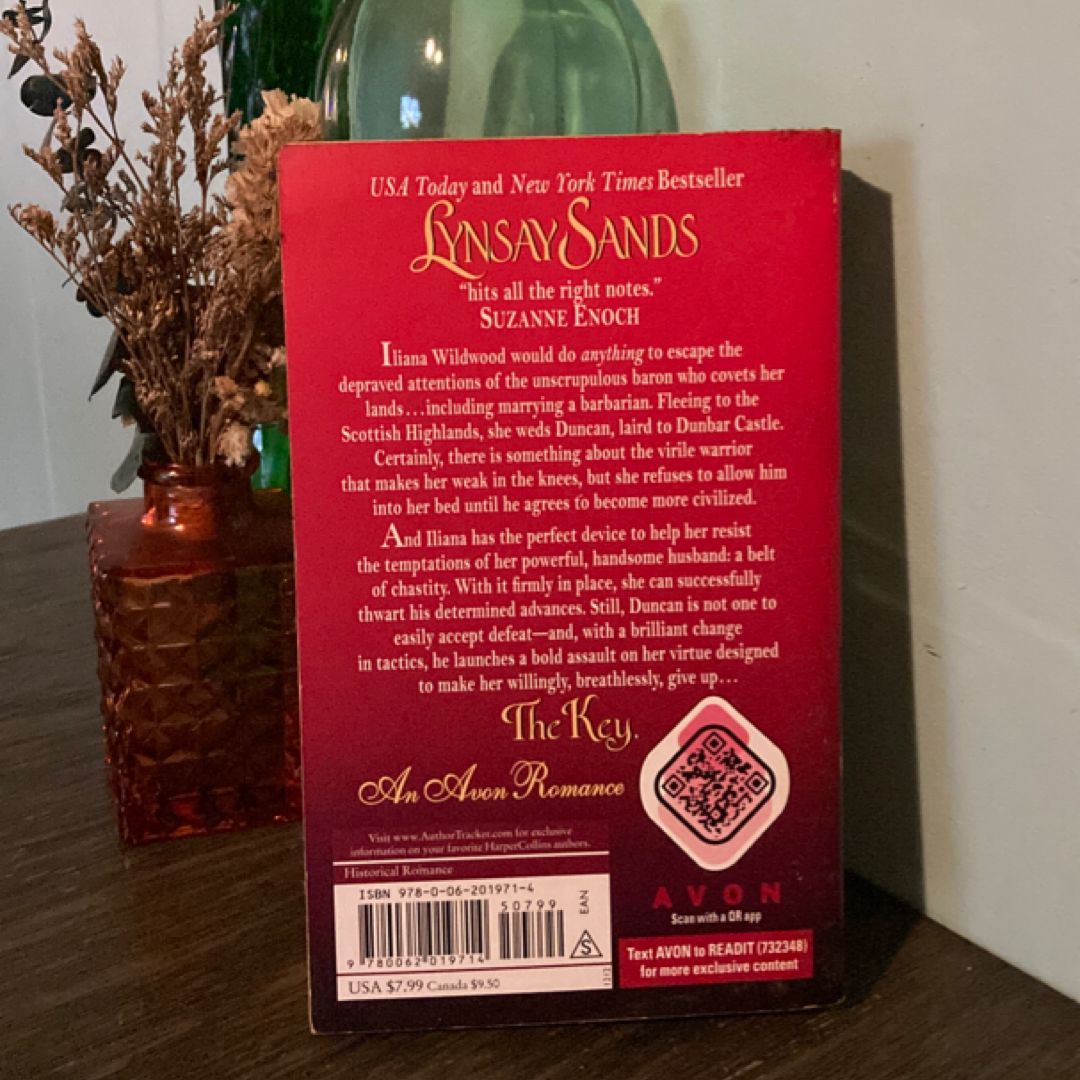 USA Today and New York Times Bestseller
LYNSAY SANDS
“hits all the right notes.”
SUZANNE ENOCH
Iliana Wildwood would do anything to escape the
depraved attentions of the unscrupulous baron who covets her
lands...including marrying a barbarian. Fleeing to the
Scottish Highlands, she weds Duncan, laird to Dunbar Castle.
Certainly, there is something about the virile warrior
that makes her weak in the knees, but she refuses to allow him
into her bed until he agrees to become more civilized.
And Iliana has the perfect device to help her resist
the temptations of her powerful, handsome husband: a belt
of chastity. With it firmly in place, she can successfully
thwart his determined advances. Still, Duncan is not one to
easily accept defeat—and, with a brilliant change
in tactics, he launches a bold assault on her virtue designed
to make her willingly, breathlessly, give up...
The Key.
An Avon Romance
Visit www.AuthorTracker.com for exclusive
information on your favorite HarperCollins authors.
Historical Romance
ISBN 978-0-06-201971-4
50799
EAN
S
9 780062 019714
USA $7.99 Canada $9.50
1212
AVON
Scan with a QR app
Text AVON to READIT (732348)
for more exclusive content